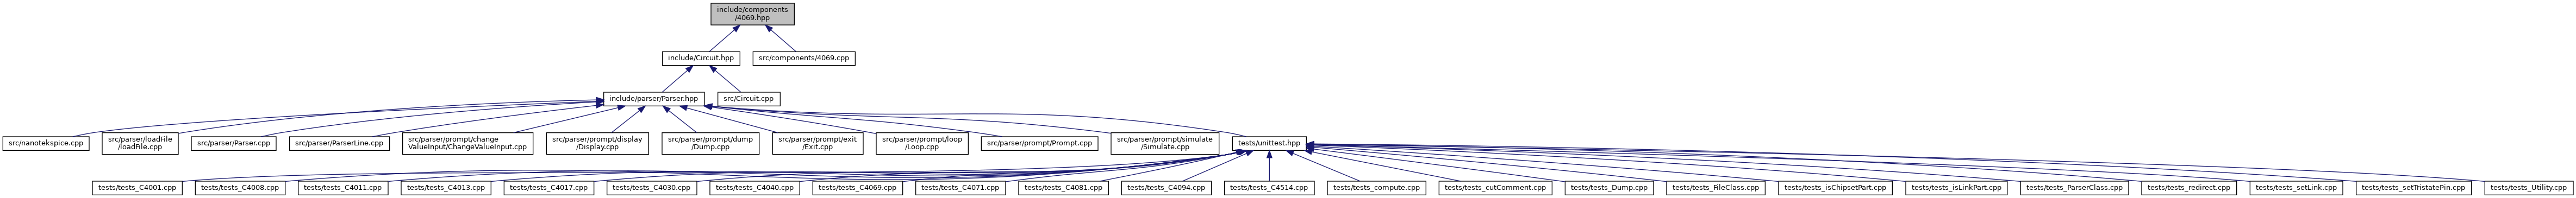 include/components
/4069.hpp
include/Circuit.hpp
src/components/4069.cpp
include/parser/Parser.hpp
src/Circuit.cpp
src/nanotekspice.cpp
src/parser/loadFile
/loadFile.cpp
src/parser/Parser.cpp
src/parser/ParserLine.cpp
src/parser/prompt/change
ValueInput/ChangeValueInput.cpp
src/parser/prompt/display
/Display.cpp
src/parser/prompt/dump
/Dump.cpp
src/parser/prompt/exit
/Exit.cpp
src/parser/prompt/loop
/Loop.cpp
src/parser/prompt/Prompt.cpp
src/parser/prompt/simulate
/Simulate.cpp
tests/unittest.hpp
tests/tests_C4001.cpp
tests/tests_C4008.cpp
tests/tests_C4011.cpp
tests/tests_C4013.cpp
tests/tests_C4017.cpp
tests/tests_C4030.cpp
tests/tests_C4040.cpp
tests/tests_C4069.cpp
tests/tests_C4071.cpp
tests/tests_C4081.cpp
tests/tests_C4094.cpp
tests/tests_C4514.cpp
tests/tests_compute.cpp
tests/tests_cutComment.cpp
tests/tests_Dump.cpp
tests/tests_FileClass.cpp
tests/tests_isChipsetPart.cpp
tests/tests_isLinkPart.cpp
tests/tests_ParserClass.cpp
tests/tests_redirect.cpp
tests/tests_setLink.cpp
tests/tests_setTristatePin.cpp
tests/tests_Utility.cpp